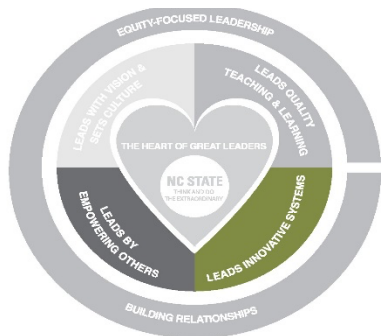 EQUITY-FOCUSED LEADERSHIP
LEADS WITH VISION &
SETS CULTURE
LEADS QUALITY
TEACHING & LEARNING
THE HEART OF GREAT LEADERS
NC STATE
THINK AND DO
THE EXTRAORDINARY
LEADS BY
EMPOWERING OTHERS
LEADS INNOVATIVE SYSTEMS
BUILDING RELATIONSHIPS